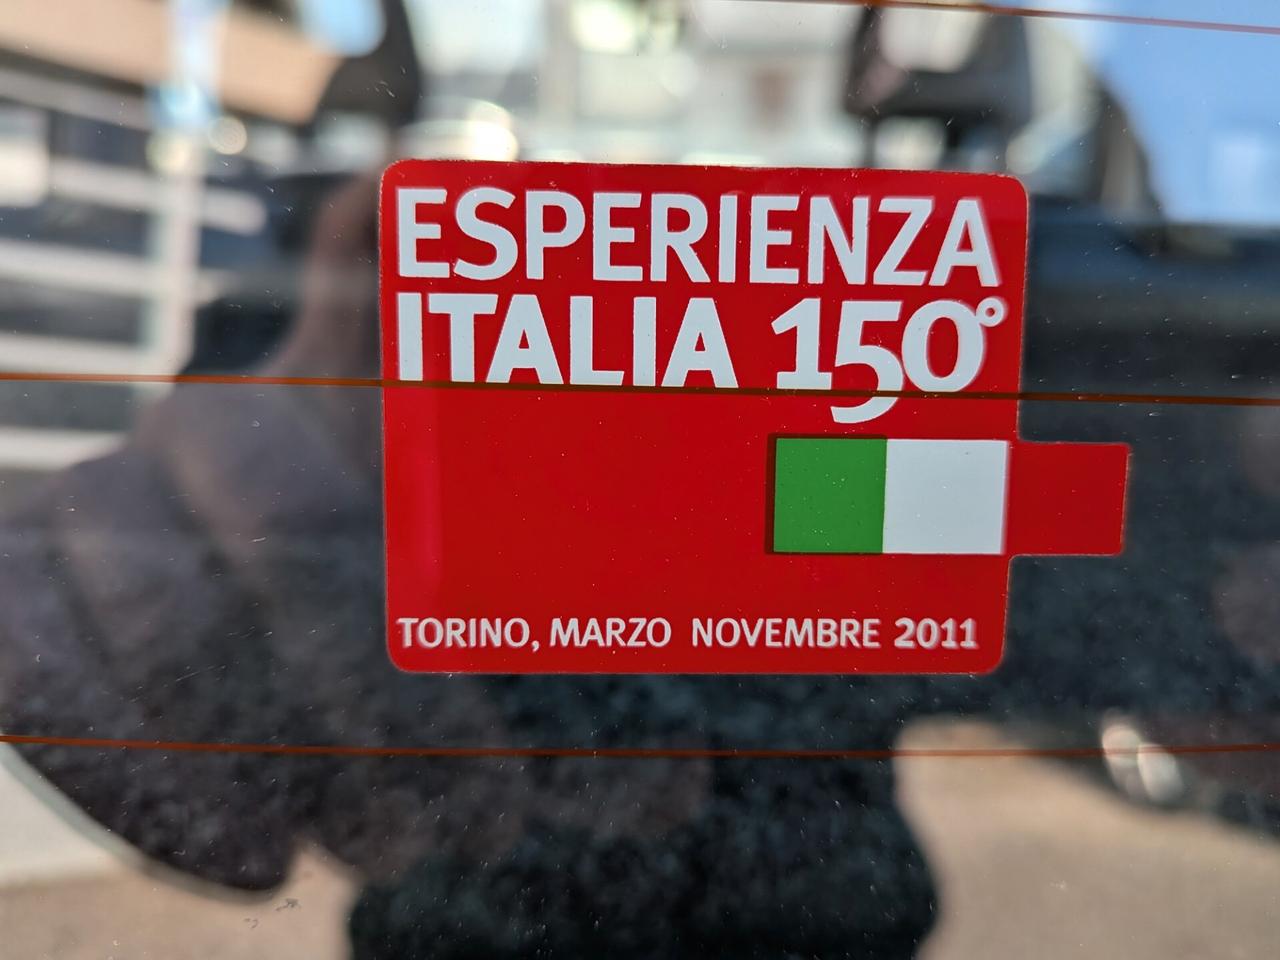 ESPERIENZA
ITALIA 150°
TORINO, MARZO NOVEMBRE 2011